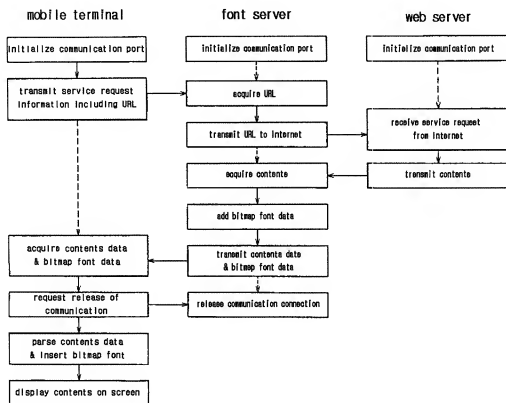 mobile terminal
font server
web server
initialize communication port
initialize communication port
initialize communication port
transmit service request
information including URL
acquire URL
transmit URL to Internet
receive service request
from Internet
acquire contents
transmit contents
add bitmap font data
acquire contents data
& bitmap font data
transmit contents data
& bitmap font data
request release of
communication
release communication connection
parse contents data
& insert bitmap font
display contents on screen